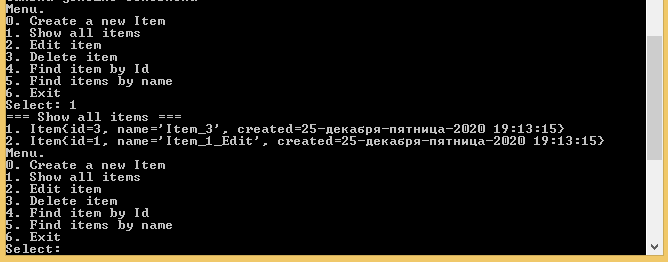 Menu.
0. Create a new Item
1. Show all items
2. Edit item
3. Delete item
4. Find item by Id
5. Find items by name
6. Exit
Select: 1
=== Show all items ===
1. Item{id=3, name='Item_3', created=25-декабря-пятница-2020 19:13:15}
2. Item{id=1, name='Item_1_Edit', created=25-декабря-пятница-2020 19:13:15}
Menu.
0. Create a new Item
1. Show all items
2. Edit item
3. Delete item
4. Find item by Id
5. Find items by name
6. Exit
Select: